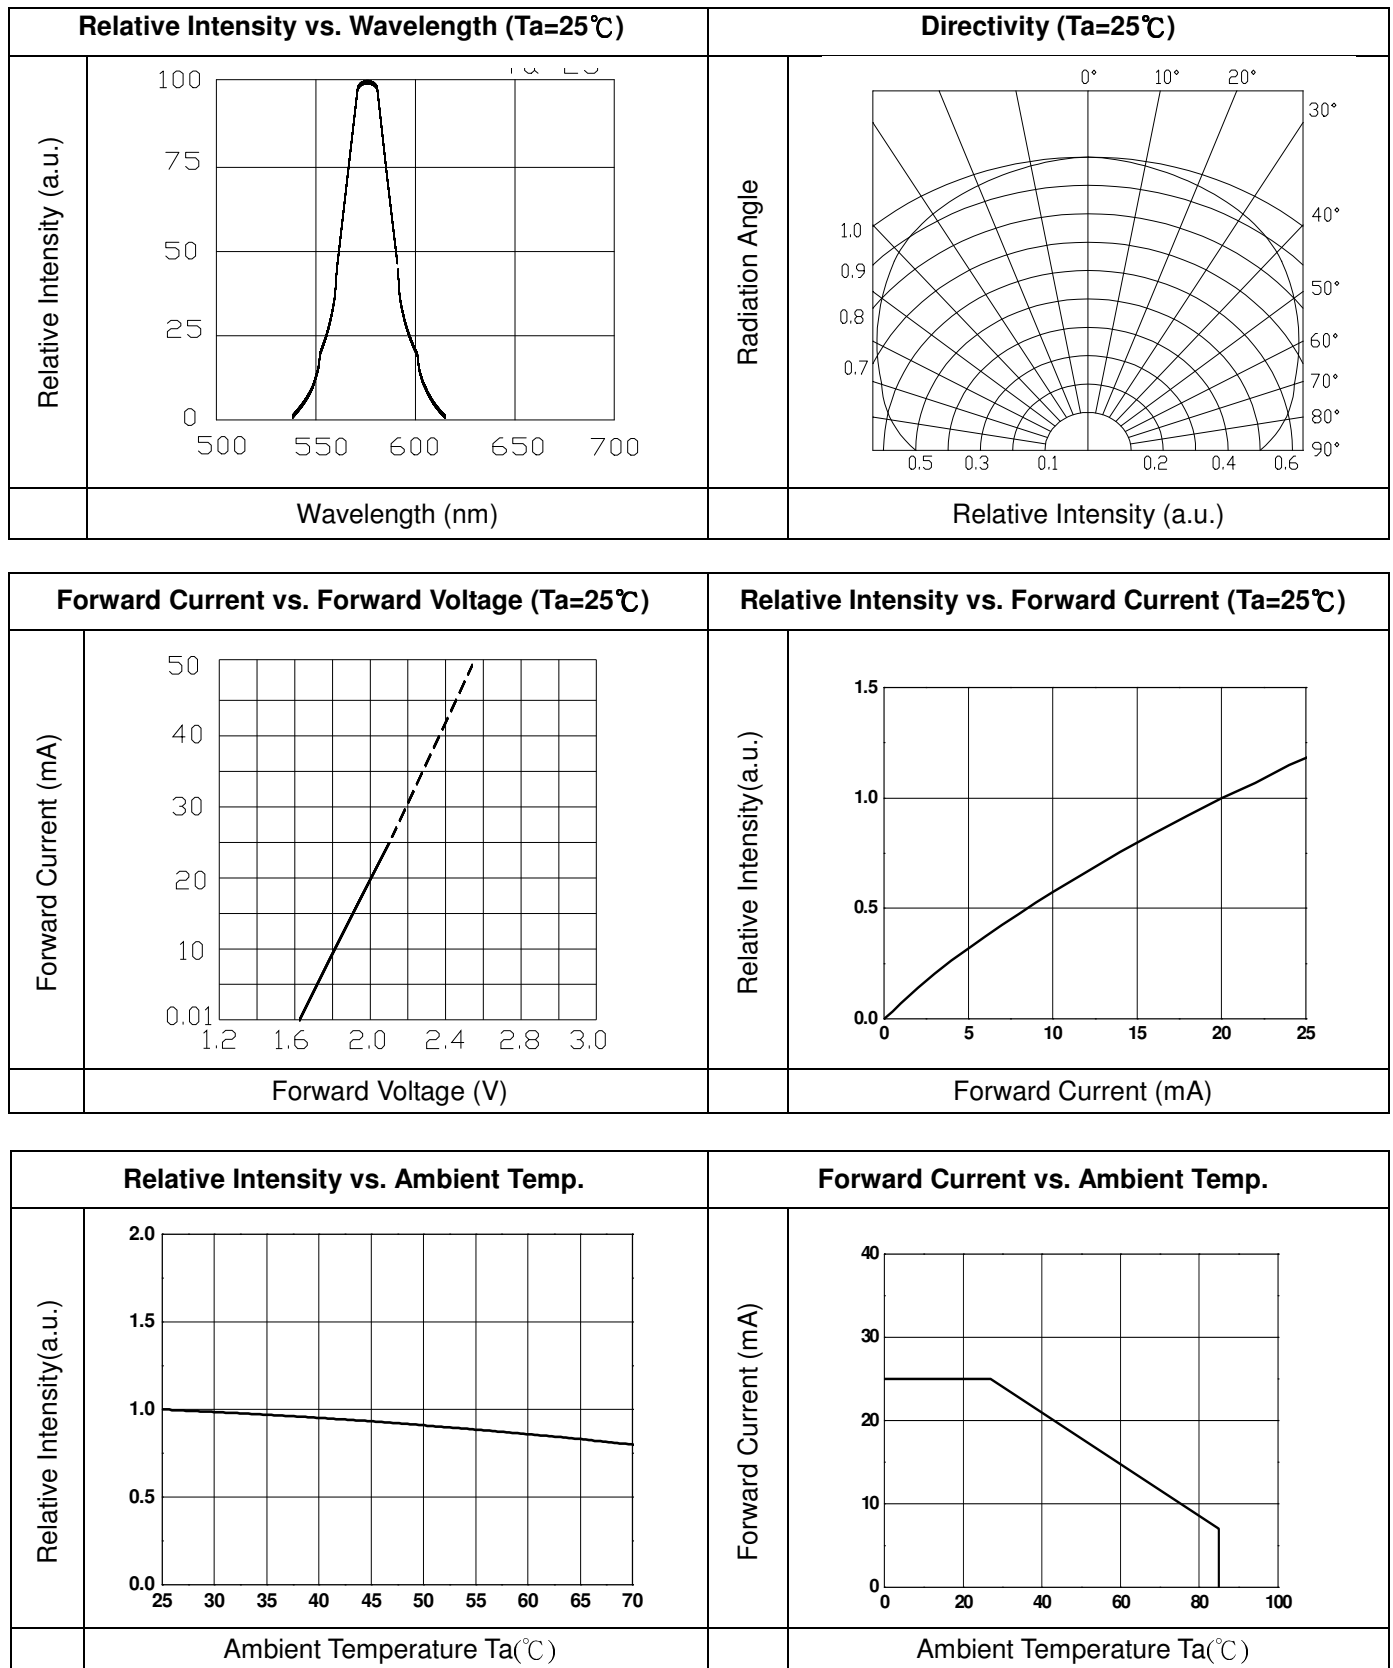 Relative Intensity vs. Wavelength (Ta=25℃)
Directivity (Ta=25℃)
Relative Intensity (a.u.)
100
75
50
25
0
500 550 600 650 700
Wavelength (nm)
Radiation Angle
0° 10° 20°
30°
40°
50°
60°
70°
80°
90°
1.0
0.9
0.8
0.7
0.5 0.3 0.1 0.2 0.4 0.6
Relative Intensity (a.u.)
Forward Current vs. Forward Voltage (Ta=25℃)
Relative Intensity vs. Forward Current (Ta=25℃)
Forward Current (mA)
50
40
30
20
10
0.01
1.2 1.6 2.0 2.4 2.8 3.0
Forward Voltage (V)
Relative Intensity(a.u.)
1.5
1.0
0.5
0.0
0 5 10 15 20 25
Forward Current (mA)
Relative Intensity vs. Ambient Temp.
Forward Current vs. Ambient Temp.
Relative Intensity(a.u.)
2.0
1.5
1.0
0.5
0.0
25 30 35 40 45 50 55 60 65 70
Ambient Temperature Ta(℃)
Forward Current (mA)
40
30
20
10
0
0 20 40 60 80 100
Ambient Temperature Ta(℃)